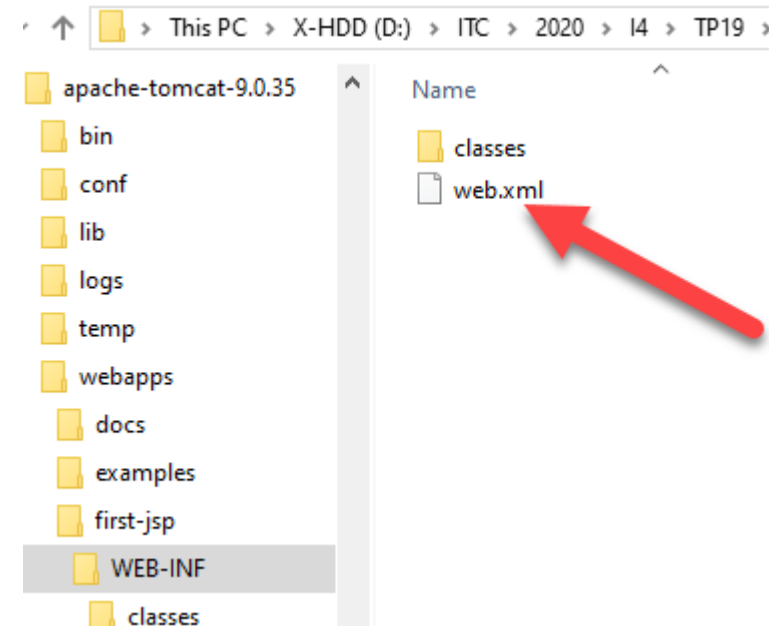 This PC > X-HDD (D:) > ITC > 2020 > I4 > TP19 >
apache-tomcat-9.0.35
bin
conf
lib
logs
temp
webapps
docs
examples
first-jsp
WEB-INF
classes
Name
classes
web.xml